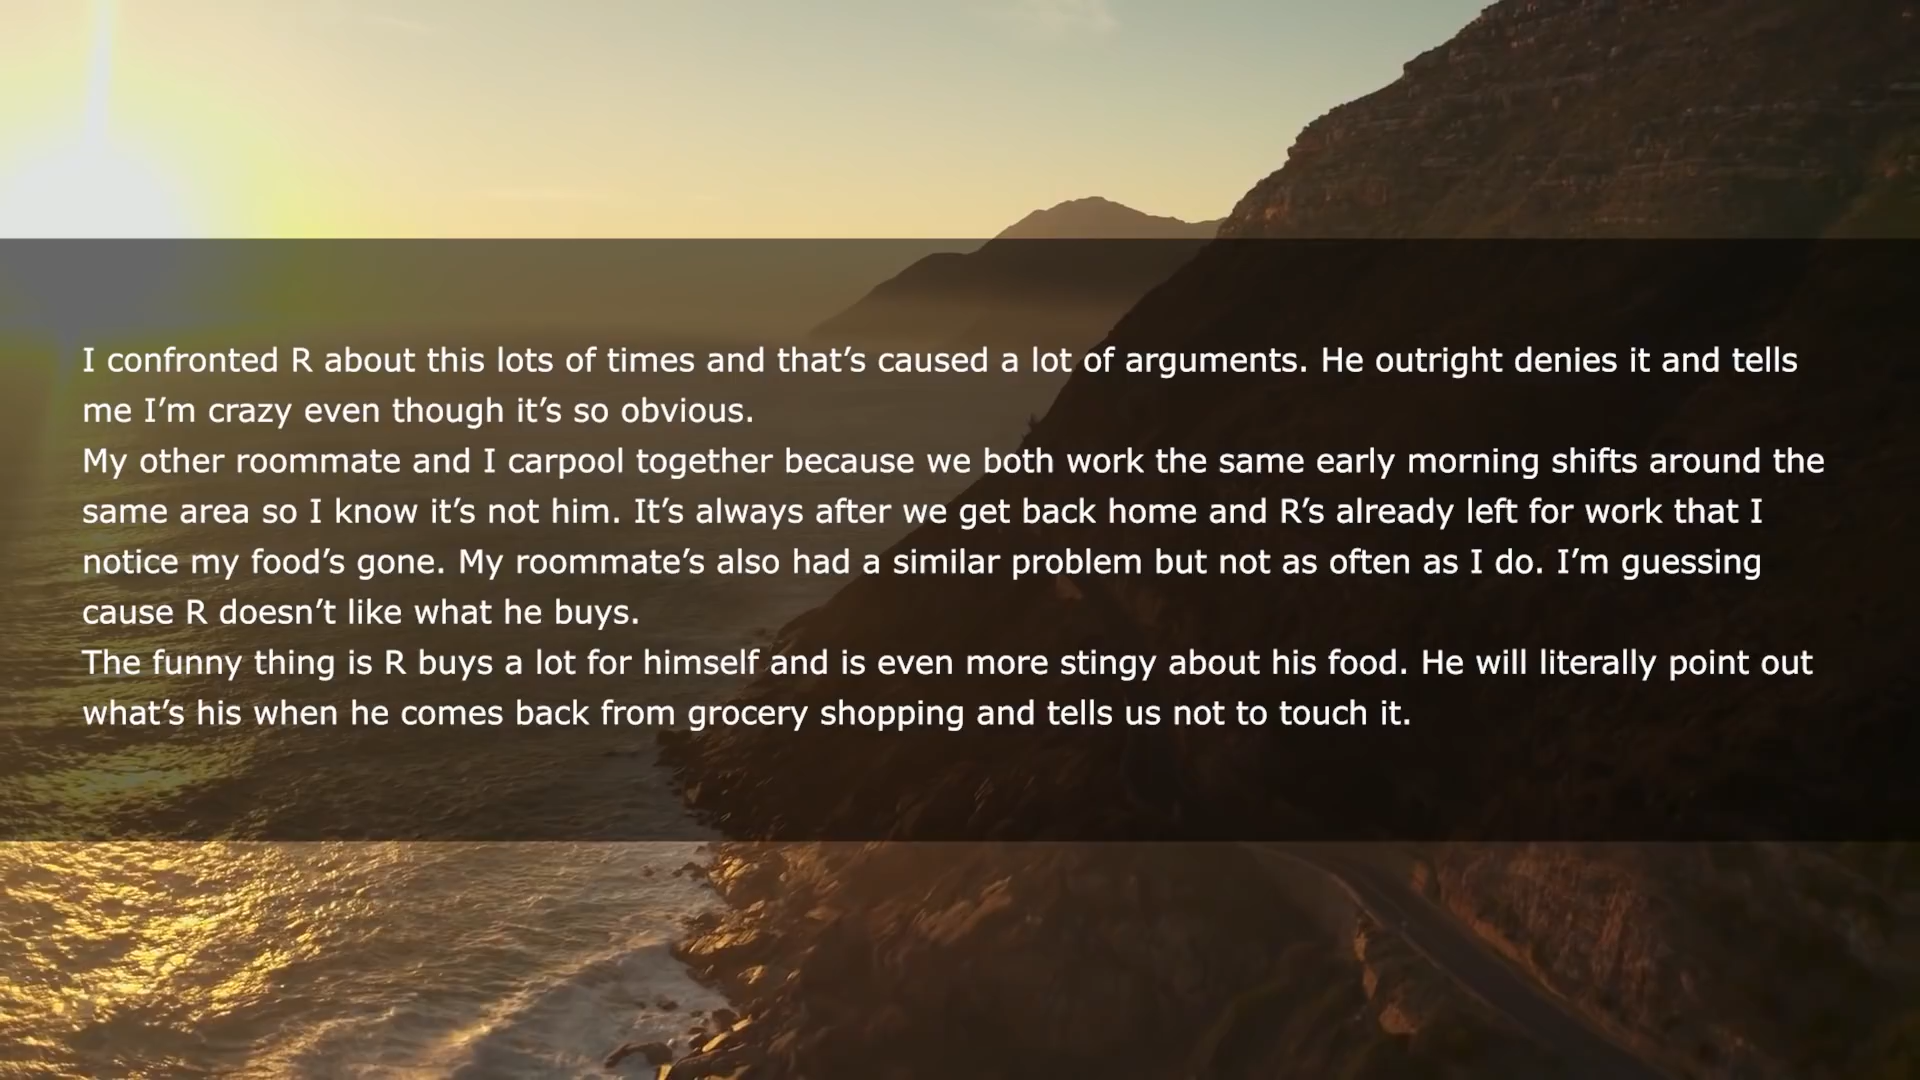 I confronted R about this lots of times and that’s caused a lot of arguments. He outright denies it and tells
me I’m crazy even though it’s so obvious.
My other roommate and I carpool together because we both work the same early morning shifts around the
same area so I know it’s not him. It’s always after we get back home and R’s already left for work that I
notice my food’s gone. My roommate’s also had a similar problem but not as often as I do. I’m guessing
cause R doesn’t like what he buys.
The funny thing is R buys a lot for himself and is even more stingy about his food. He will literally point out
what’s his when he comes back from grocery shopping and tells us not to touch it.